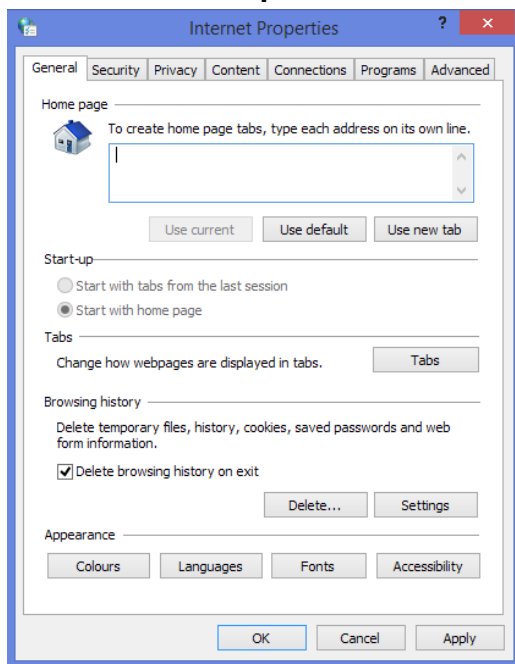 Internet Properties
?
General Security Privacy Content Connections Programs Advanced
Home page
To create home page tabs, type each address on its own line.
Use current Use default Use new tab
Start-up
Start with tabs from the last session
Start with home page
Tabs
Change how webpages are displayed in tabs. Tabs
Browsing history
Delete temporary files, history, cookies, saved passwords and web
form information.
Delete browsing history on exit
Delete... Settings
Appearance
Colours Languages Fonts Accessibility
OK Cancel Apply